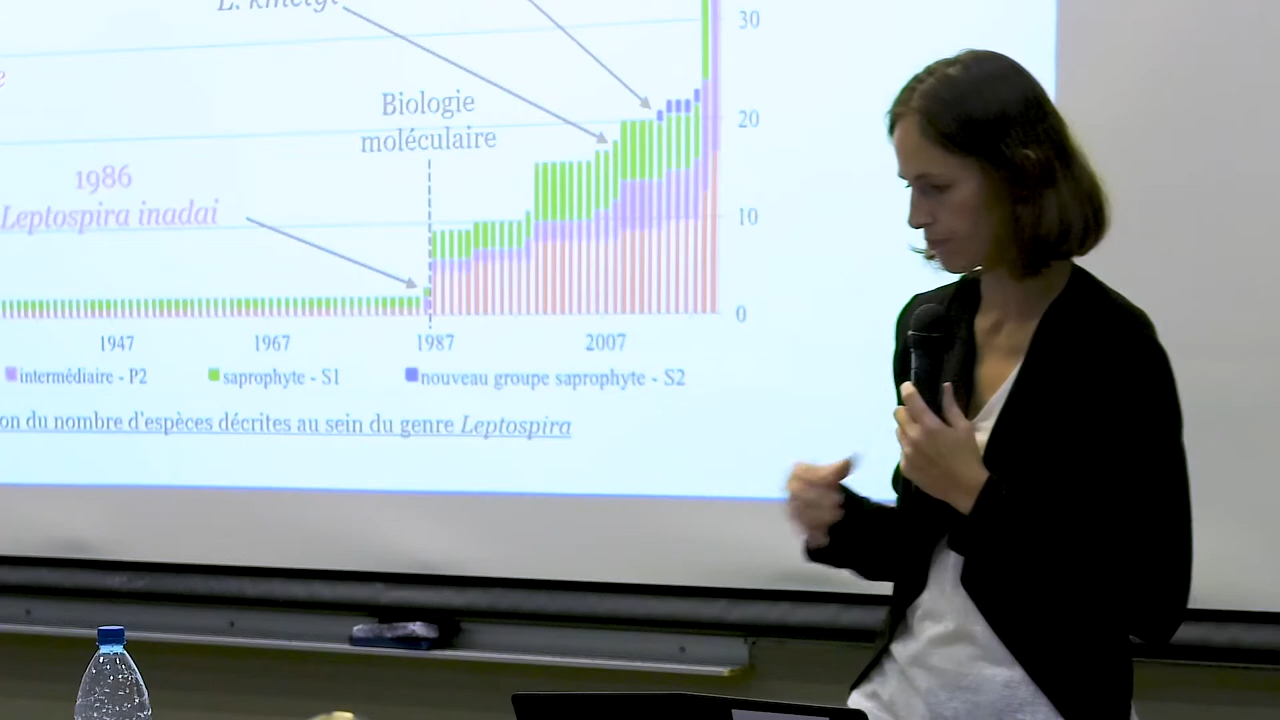 L. kmetyi
30
Biologie
moléculaire
20
1986
Leptospira inadai
10
0
1947 1967 1987 2007
intermédiaire - P2 saprophyte - S1 nouveau groupe saprophyte - S2
du nombre d'espèces décrites au sein du genre Leptospira